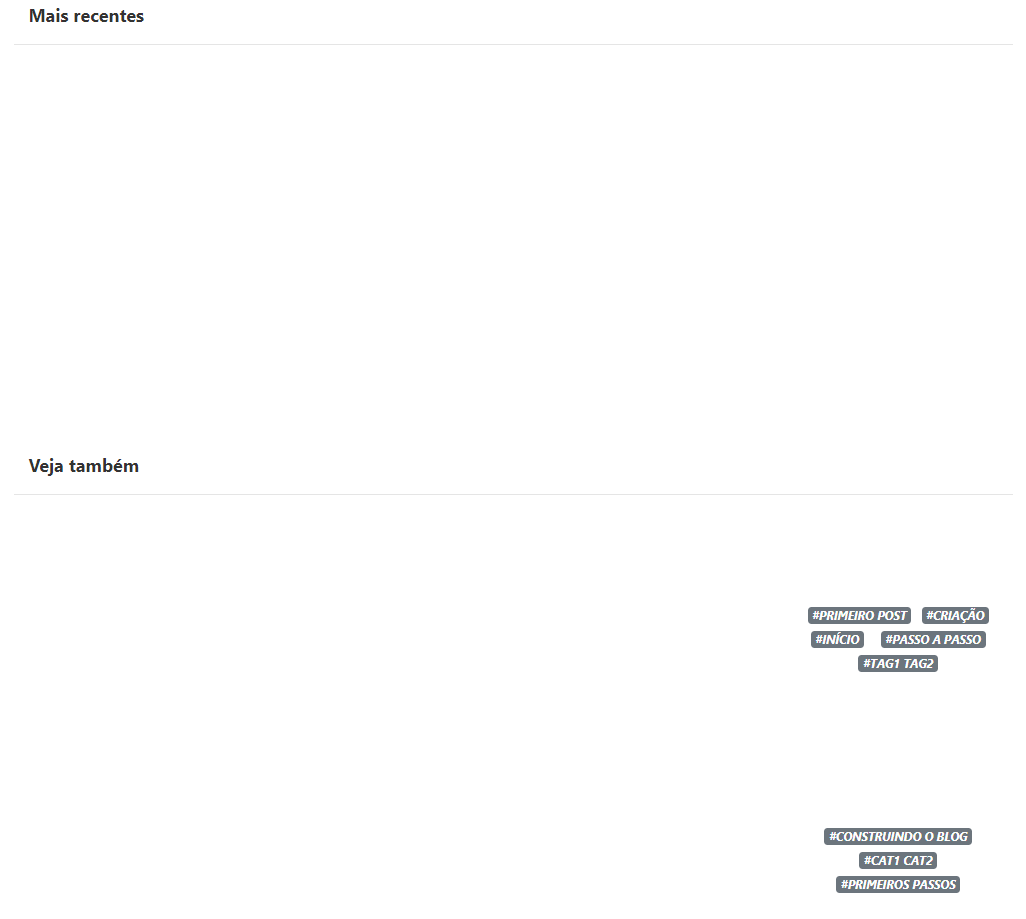 Mais recentes
Veja também
#PRIMEIRO POST #CRIAÇÃO
#INÍCIO #PASSO A PASSO
#TAG1 TAG2
#CONSTRUINDO O BLOG
#CAT1 CAT2
#PRIMEIROS PASSOS